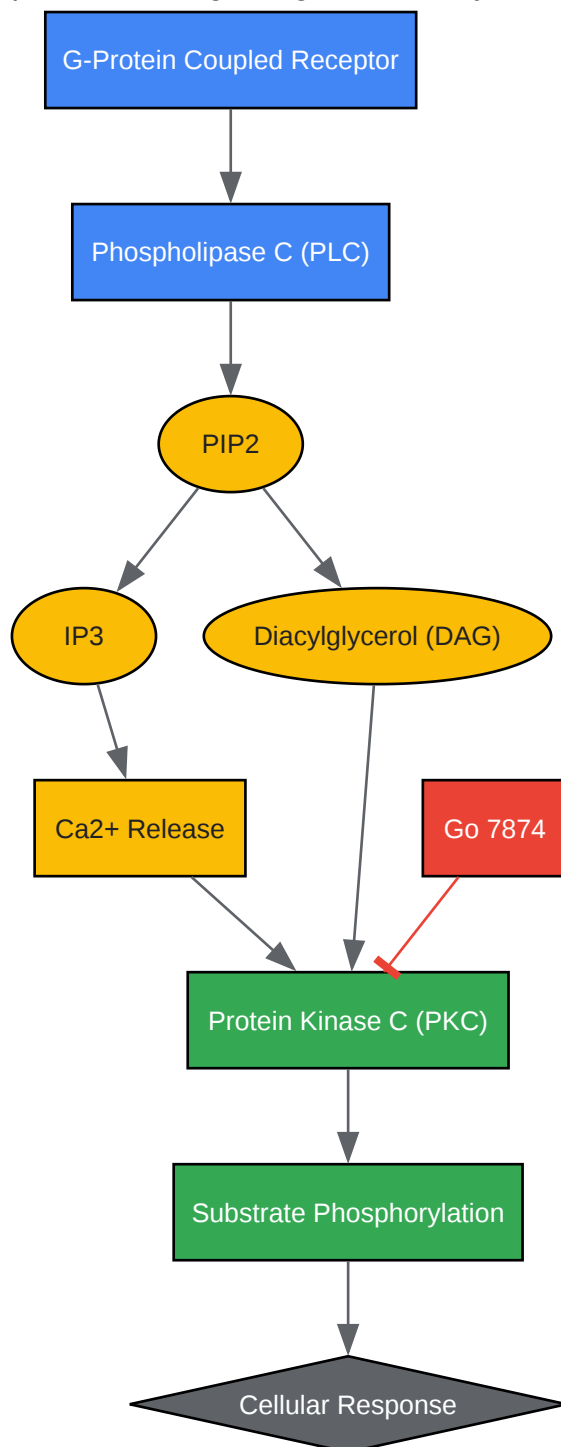 G-Protein Coupled Receptor
Phospholipase C (PLC)
PIP2
IP3
Diacylglycerol (DAG)
Ca2+ Release
Go 7874
Protein Kinase C (PKC)
Substrate Phosphorylation
Cellular Response